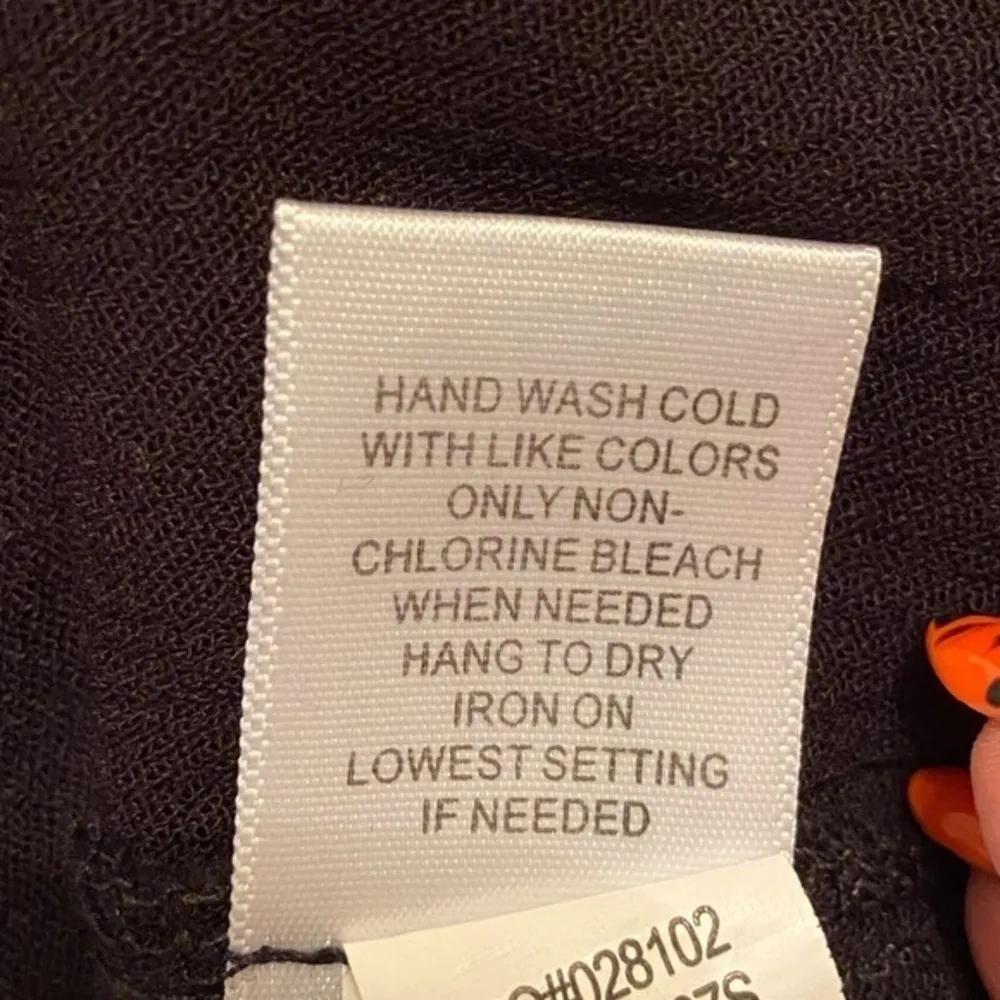 HAND WASH COLD
WITH LIKE COLORS
ONLY NON-
CHLORINE BLEACH
WHEN NEEDED
HANG TO DRY
IRON ON
LOWEST SETTING
IF NEEDED
#028102